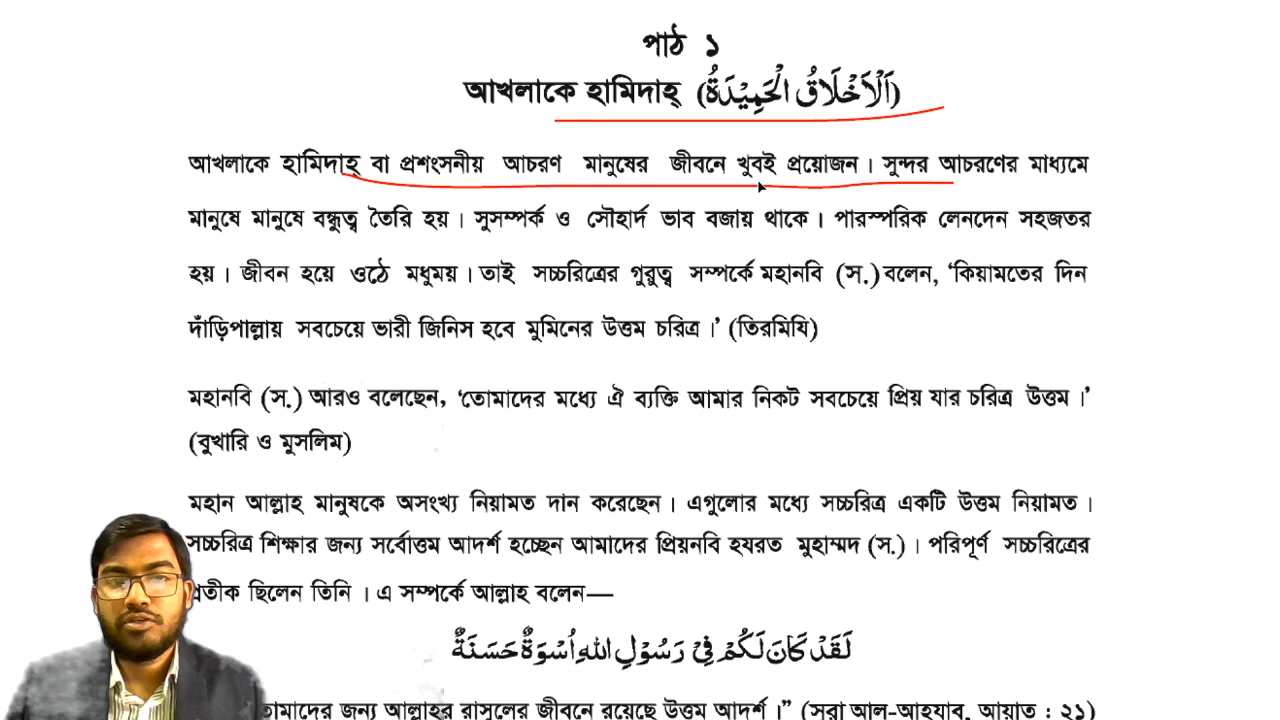 পাঠ ১
আখলাকে হামিদাহ্ (اَلْاَخْلَاقُ الْحَمِيْدَةُ)
আখলাকে হামিদাহ্ বা প্রশংসনীয় আচরণ মানুষের জীবনে খুবই প্রয়োজন। সুন্দর আচরণের মাধ্যমে
মানুষে মানুষে বন্ধুত্ব তৈরি হয়। সুসম্পর্ক ও সৌহার্দ ভাব বজায় থাকে। পারস্পরিক লেনদেন সহজতর
হয়। জীবন হয়ে ওঠে মধুময়। তাই সচ্চরিত্রের গুরুত্ব সম্পর্কে মহানবি (স.) বলেন, ‘কিয়ামতের দিন
দাঁড়িপাল্লায় সবচেয়ে ভারী জিনিস হবে মুমিনের উত্তম চরিত্র।’ (তিরমিযি)
মহানবি (স.) আরও বলেছেন, ‘তোমাদের মধ্যে ঐ ব্যক্তি আমার নিকট সবচেয়ে প্রিয় যার চরিত্র উত্তম।’
(বুখারি ও মুসলিম)
মহান আল্লাহ মানুষকে অসংখ্য নিয়ামত দান করেছেন। এগুলোর মধ্যে সচ্চরিত্র একটি উত্তম নিয়ামত।
সচ্চরিত্র শিক্ষার জন্য সর্বোত্তম আদর্শ হচ্ছেন আমাদের প্রিয়নবি হযরত মুহাম্মদ (স.)। পরিপূর্ণ সচ্চরিত্রের
প্রতীক ছিলেন তিনি। এ সম্পর্কে আল্লাহ বলেন—
لَقَدْ كَانَ لَكُمْ فِيْ رَسُوْلِ اللهِ اُسْوَةٌ حَسَنَةٌ
তোমাদের জন্য আল্লাহর রাসুলের জীবনে রয়েছে উত্তম আদর্শ।” (সূরা আল-আহযাব, আয়াত : ২১)